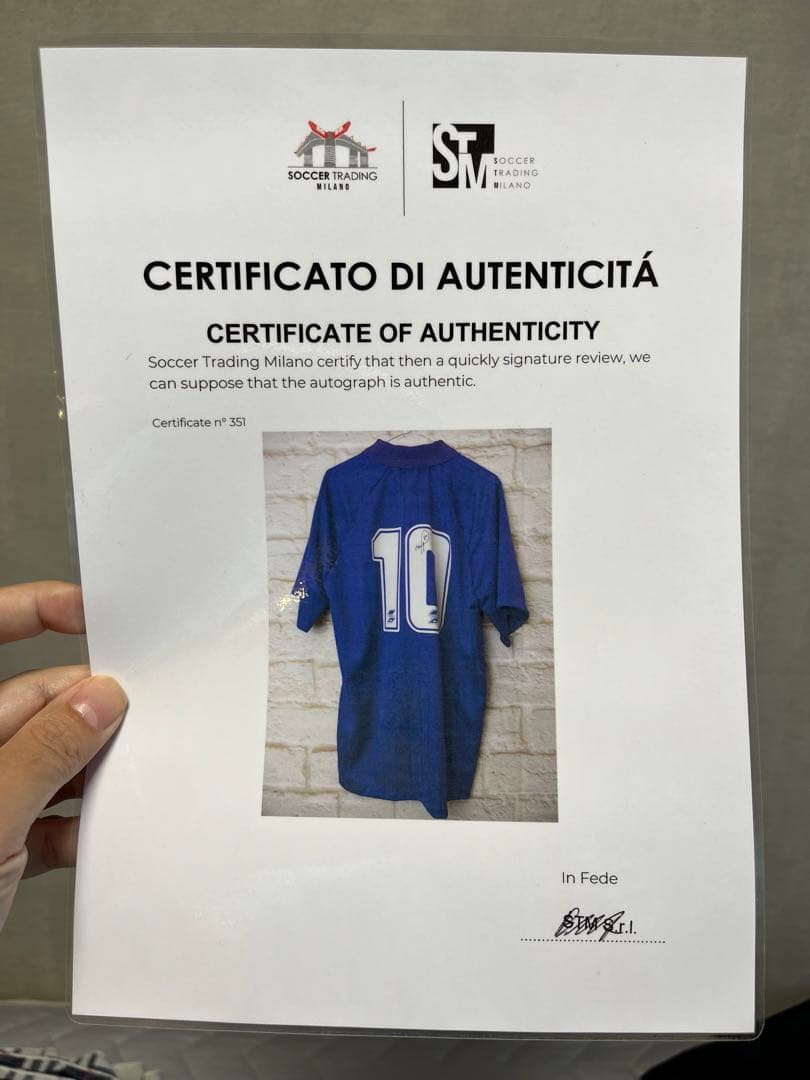 SOCCER TRADING
MILANO
STM
SOCCER
TRADING
MILANO
CERTIFICATO DI AUTENTICITÁ
CERTIFICATE OF AUTHENTICITY
Soccer Trading Milano certify that then a quickly signature review, we
can suppose that the autograph is authentic.
Certificate n° 351
10
In Fede
STM S.r.l.